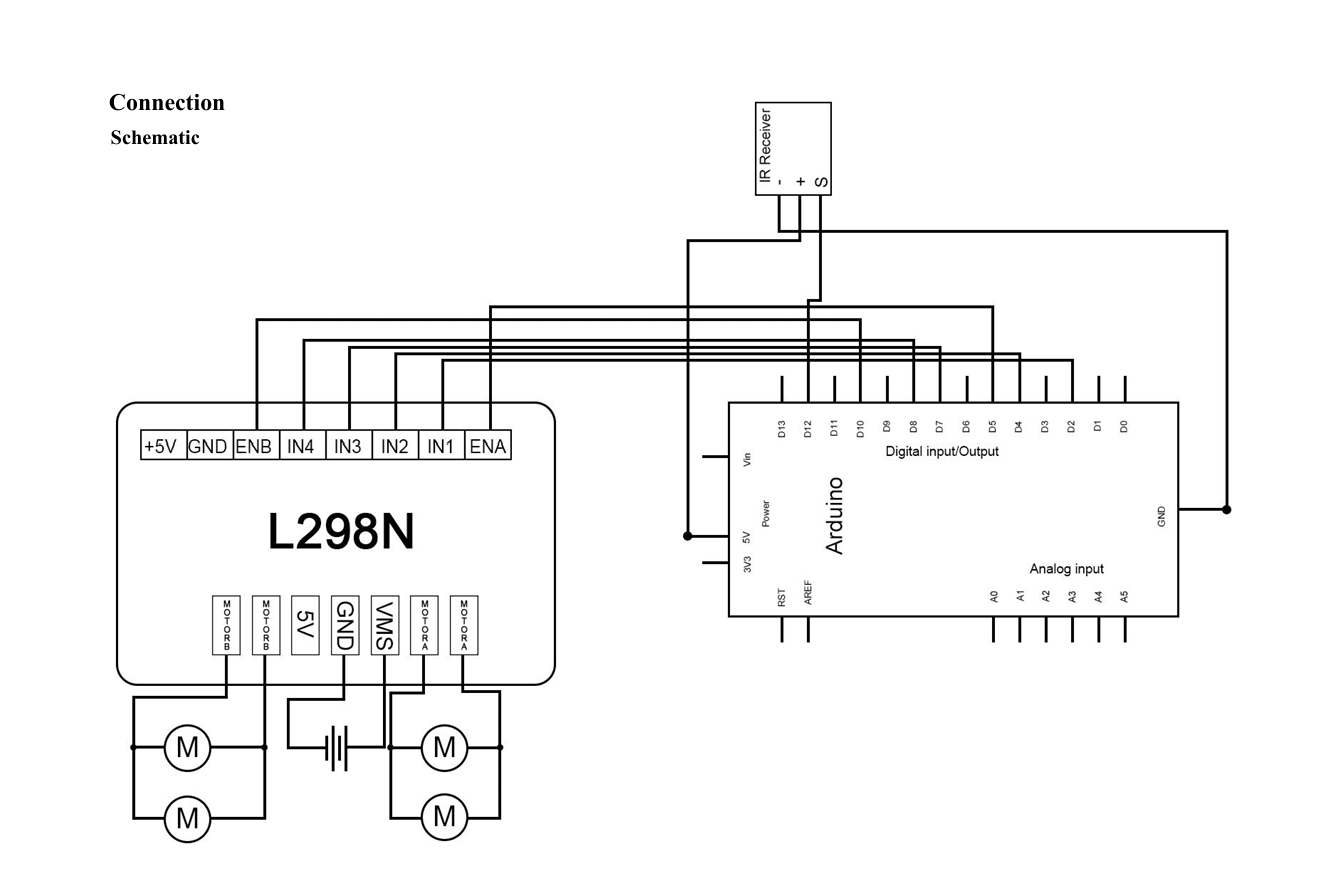 Connection
Schematic
IR Receiver
- + S
+5V GND ENB IN4 IN3 IN2 IN1 ENA
L298N
MOTORB MOTORB 5V GND VMS MOTORA MOTORA
M M
M M
D13 D12 D11 D10 D9 D8 D7 D6 D5 D4 D3 D2 D1 D0
Digital input/Output
Vin
Power
5V
3V3
Arduino
GND
Analog input
RST AREF A0 A1 A2 A3 A4 A5